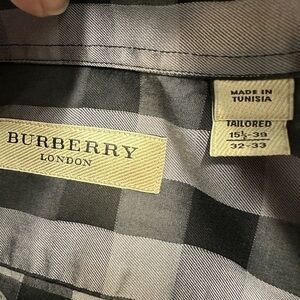 BURBERRY
LONDON
MADE IN
TUNISIA
TAILORED
15½-39
32-33